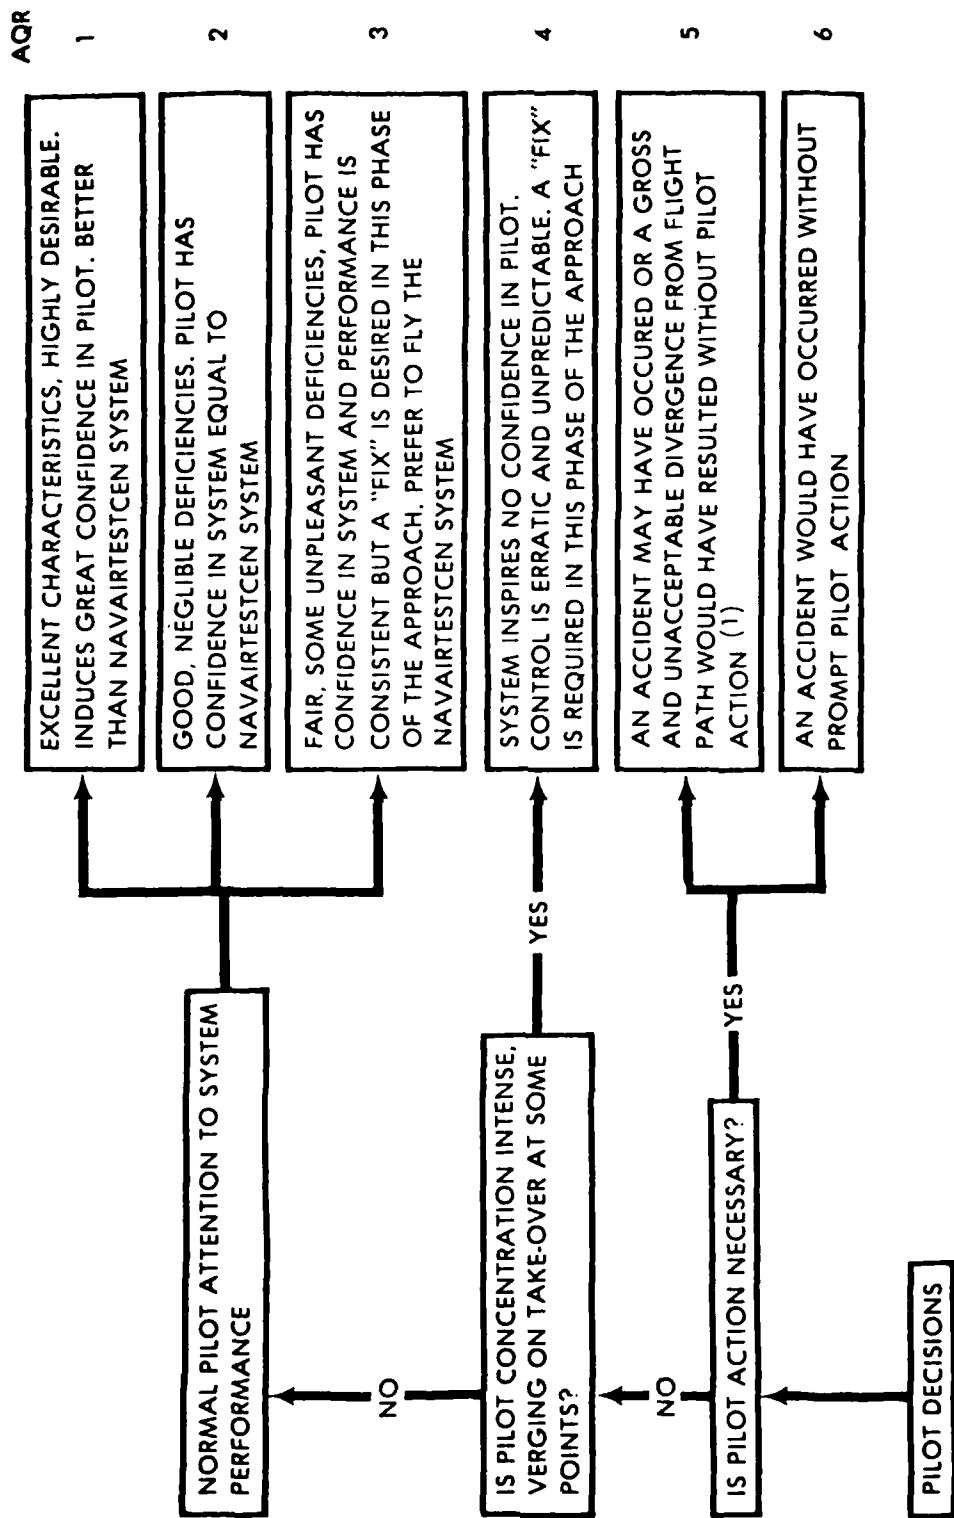 AQR
EXCELLENT CHARACTERISTICS, HIGHLY DESIRABLE.
INDUCES GREAT CONFIDENCE IN PILOT. BETTER
THAN NAVAIRTESTCEN SYSTEM
1
NORMAL PILOT ATTENTION TO SYSTEM
PERFORMANCE
GOOD, NEGLIBLE DEFICIENCIES. PILOT HAS
CONFIDENCE IN SYSTEM EQUAL TO
NAVAIRTESTCEN SYSTEM
2
FAIR, SOME UNPLEASANT DEFICIENCIES, PILOT HAS
CONFIDENCE IN SYSTEM AND PERFORMANCE IS
CONSISTENT BUT A "FIX" IS DESIRED IN THIS PHASE
OF THE APPROACH, PREFER TO FLY THE
NAVAIRTESTCEN SYSTEM
3
NO
IS PILOT CONCENTRATION INTENSE,
VERGING ON TAKE-OVER AT SOME
POINTS?
YES
SYSTEM INSPIRES NO CONFIDENCE IN PILOT.
CONTROL IS ERRATIC AND UNPREDICTABLE. A "FIX"
IS REQUIRED IN THIS PHASE OF THE APPROACH
4
NO
IS PILOT ACTION NECESSARY?
YES
AN ACCIDENT MAY HAVE OCCURED OR A GROSS
AND UNACCEPTABLE DIVERGENCE FROM FLIGHT
PATH WOULD HAVE RESULTED WITHOUT PILOT
ACTION (1)
5
AN ACCIDENT WOULD HAVE OCCURRED WITHOUT
PROMPT PILOT ACTION
6
PILOT DECISIONS